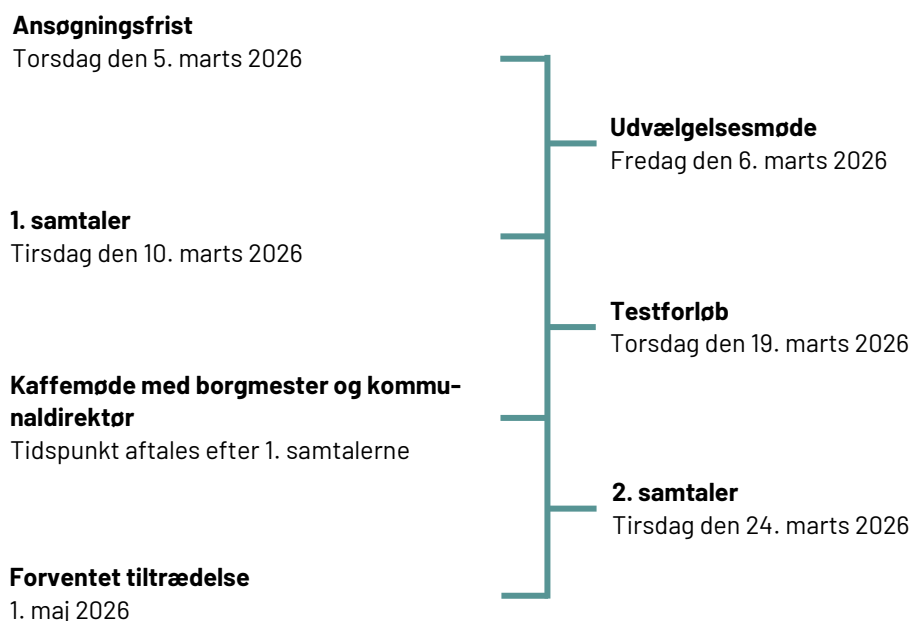 Ansøgningsfrist
Torsdag den 5. marts 2026
Udvælgelsesmøde
Fredag den 6. marts 2026
1. samtaler
Tirsdag den 10. marts 2026
Testforløb
Torsdag den 19. marts 2026
Kaffemøde med borgmester og kommu-
naldirektør
Tidspunkt aftales efter 1. samtalerne
2. samtaler
Tirsdag den 24. marts 2026
Forventet tiltrædelse
1. maj 2026